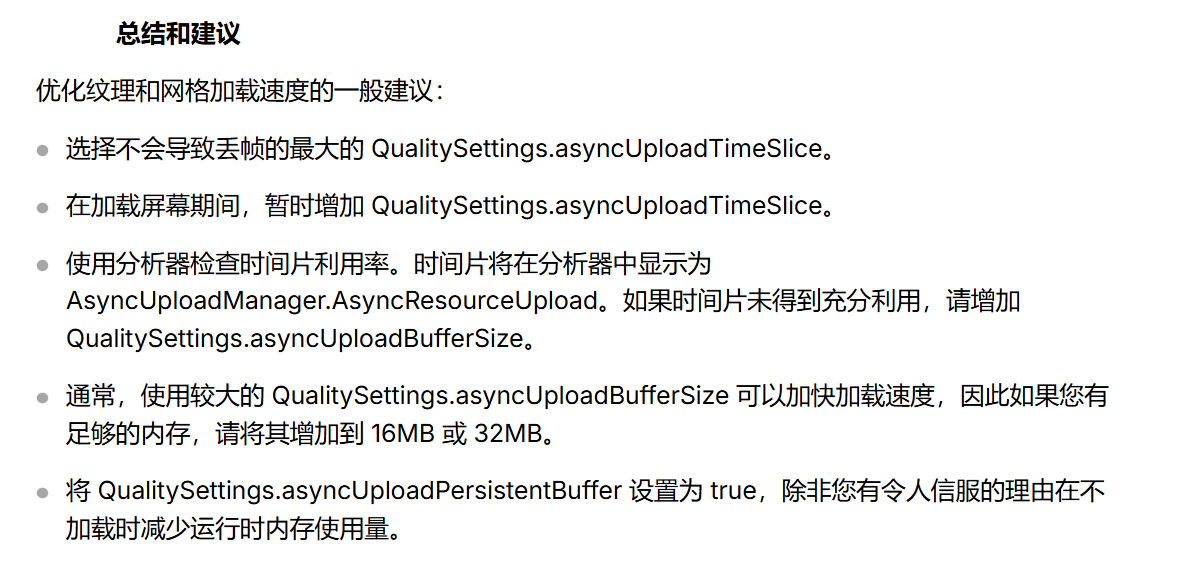 总结和建议
优化纹理和网格加载速度的一般建议：
选择不会导致丢帧的最大的 QualitySettings.asyncUploadTimeSlice。
在加载屏幕期间，暂时增加 QualitySettings.asyncUploadTimeSlice。
使用分析器检查时间片利用率。时间片将在分析器中显示为
AsyncUploadManager.AsyncResourceUpload。如果时间片未得到充分利用，请增加
QualitySettings.asyncUploadBufferSize。
通常，使用较大的 QualitySettings.asyncUploadBufferSize 可以加快加载速度，因此如果您有
足够的内存，请将其增加到 16MB 或 32MB。
将 QualitySettings.asyncUploadPersistentBuffer 设置为 true，除非您有令人信服的理由在不
加载时减少运行时内存使用量。